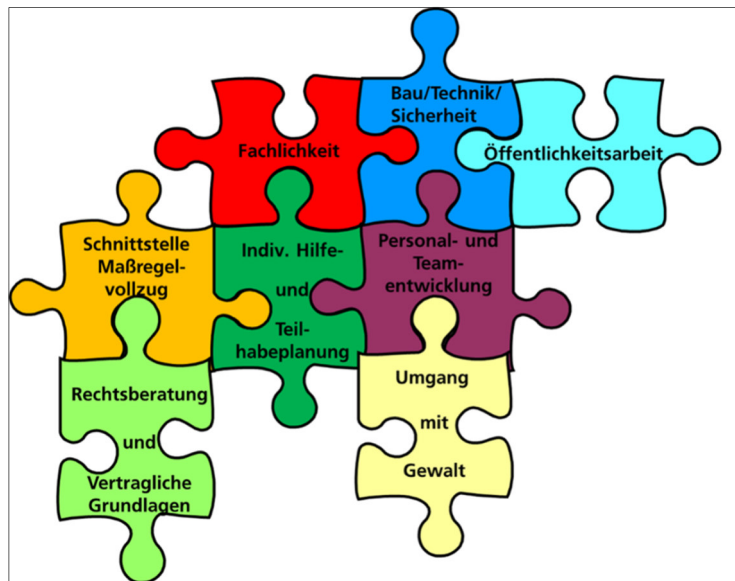 Bau/Technik/
Sicherheit
Fachlichkeit
Öffentlichkeitsarbeit
Schnittstelle
Maßregel-
vollzug
Indiv. Hilfe-
und
Teil-
habeplanung
Personal- und
Team-
entwicklung
Rechtsberatung
und
Vertragliche
Grundlagen
Umgang
mit
Gewalt